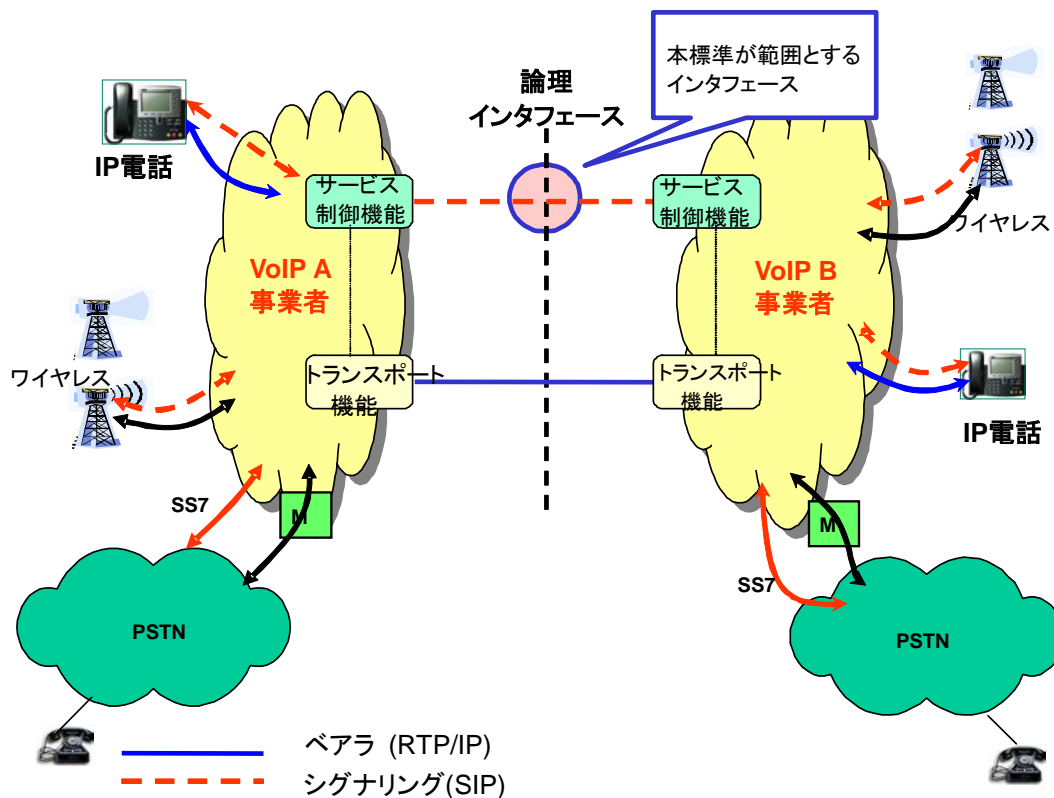 本標準が範囲とする
インタフェース
論理
インタフェース
IP電話
サービス
制御機能
サービス
制御機能
ワイヤレス
VoIP A
事業者
VoIP B
事業者
ワイヤレス
トランスポート
機能
トランスポート
機能
IP電話
SS7
M
M
SS7
PSTN
PSTN
ベアラ (RTP/IP)
シグナリング(SIP)